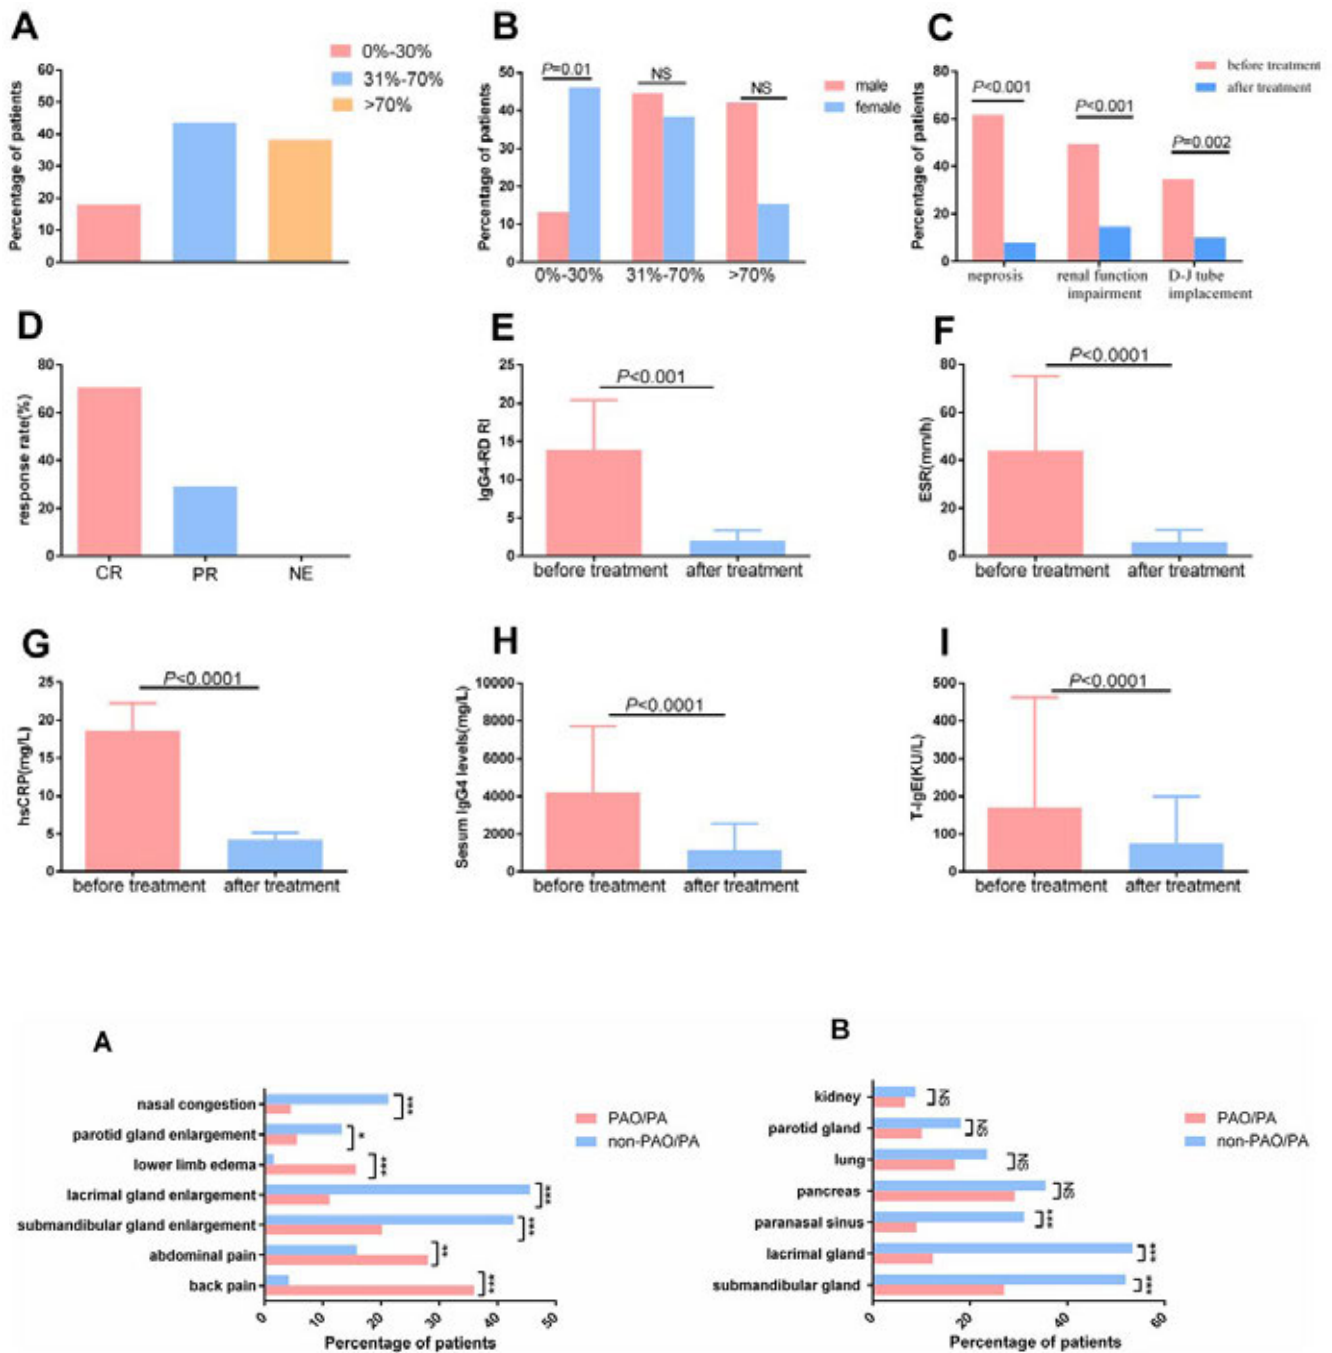 A
0%-30%
31%-70%
>70%
Percentage of patients
60
50
40
30
20
10
0
B
P=0.01
NS
NS
male
female
Percentage of patients
50
40
30
20
10
0
0%-30%
31%-70%
>70%
C
before treatment
after treatment
P<0.001
P<0.001
P=0.002
Percentage of patients
80
60
40
20
0
neprosis
renal function
impairment
D-J tube
implacement
D
response rate(%)
80
60
40
20
0
CR
PR
NE
E
P<0.001
IgG4-RD RI
25
20
15
10
5
0
before treatment
after treatment
F
P<0.0001
ESR(mm/h)
80
60
40
20
0
before treatment
after treatment
G
P<0.0001
hsCRP(mg/L)
25
20
15
10
5
0
before treatment
after treatment
H
P<0.0001
Sesum IgG4 levels(mg/L)
10000
8000
6000
4000
2000
0
before treatment
after treatment
I
P<0.0001
T-IgE(KU/L)
500
400
300
200
100
0
before treatment
after treatment
A
nasal congestion
***
parotid gland enlargement
*
lower limb edema
***
lacrimal gland enlargement
***
submandibular gland enlargement
***
abdominal pain
**
back pain
***
PAO/PA
non-PAO/PA
0
10
20
30
40
50
Percentage of patients
B
kidney
NS
parotid gland
NS
lung
NS
pancreas
NS
paranasal sinus
***
lacrimal gland
***
submandibular gland
***
PAO/PA
non-PAO/PA
0
20
40
60
Percentage of patients